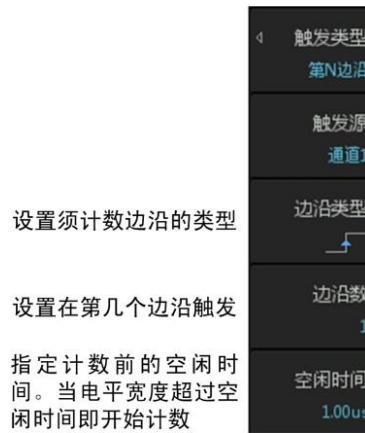 触发类型
第N边沿
触发源
通道1
设置须计数边沿的类型
边沿类型
设置在第几个边沿触发
边沿数
1
指定计数前的空闲时
间。当电平宽度超过空
闲时间即开始计数
空闲时间
1.00us